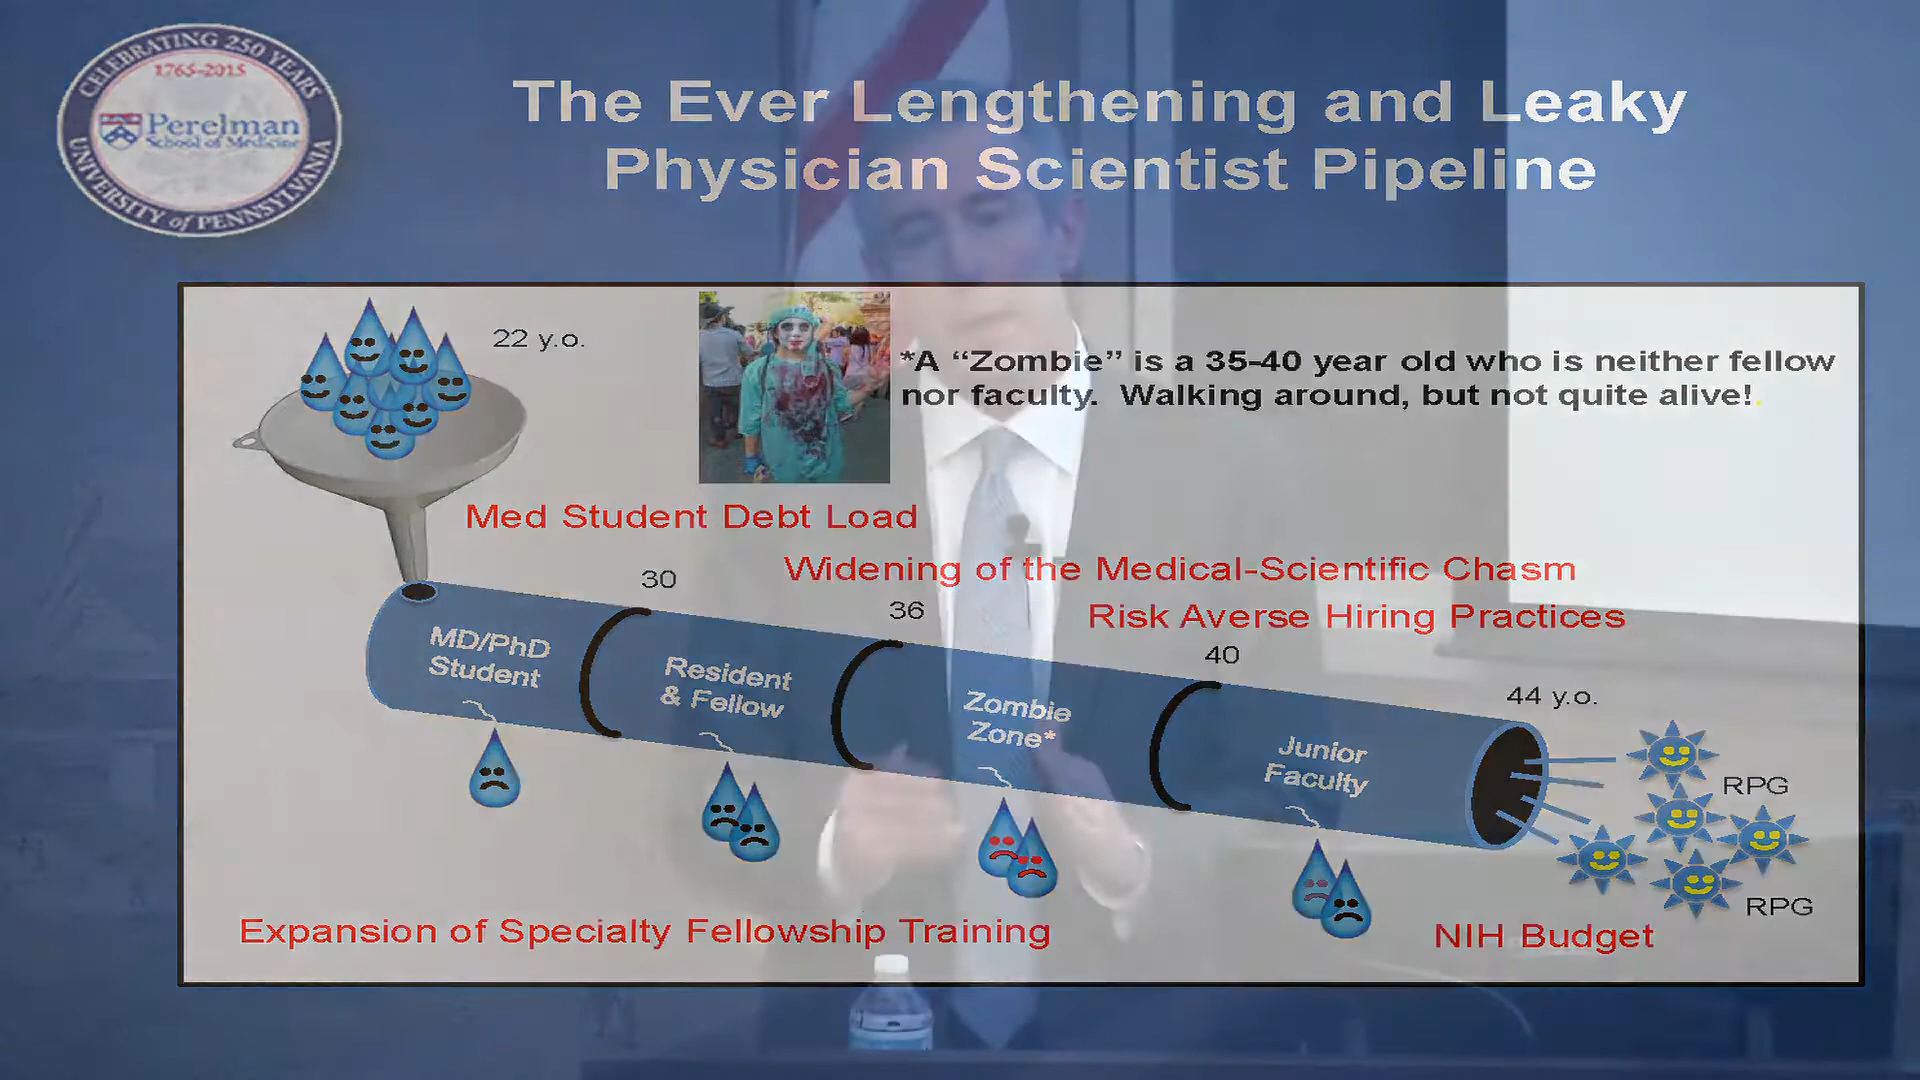 CELEBRATING 250 YEARS
1765-2015
Perelman
School of Medicine
UNIVERSITY of PENNSYLVANIA
The Ever Lengthening and Leaky
Physician Scientist Pipeline
22 y.o.
*A “Zombie” is a 35-40 year old who is neither fellow
nor faculty. Walking around, but not quite alive!.
Med Student Debt Load
Widening of the Medical-Scientific Chasm
Risk Averse Hiring Practices
30
36
40
44 y.o.
MD/PhD
Student
Resident
& Fellow
Zombie
Zone*
Junior
Faculty
RPG
RPG
Expansion of Specialty Fellowship Training
NIH Budget